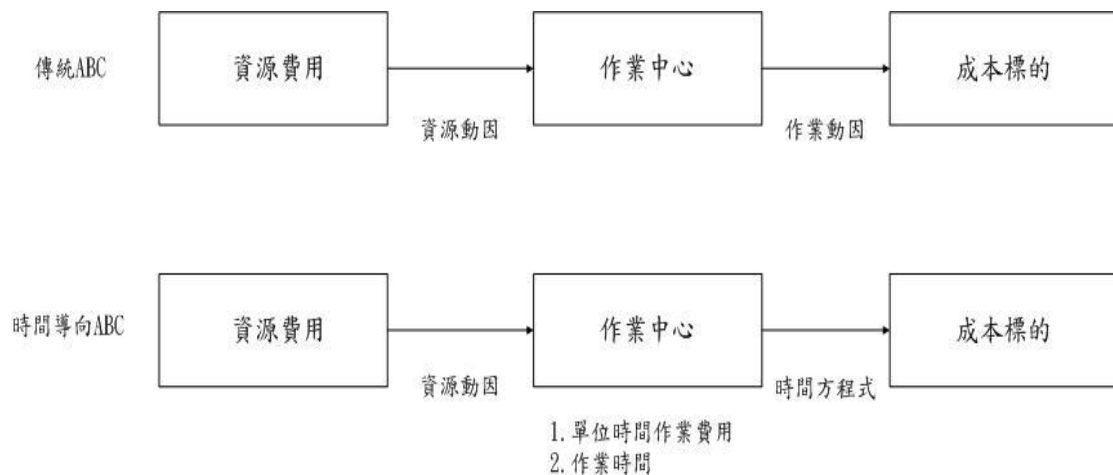 傳統ABC
資源費用
作業中心
成本標的
資源動因
作業動因
時間導向ABC
資源費用
作業中心
成本標的
資源動因
時間方程式
1.單位時間作業費用
2.作業時間